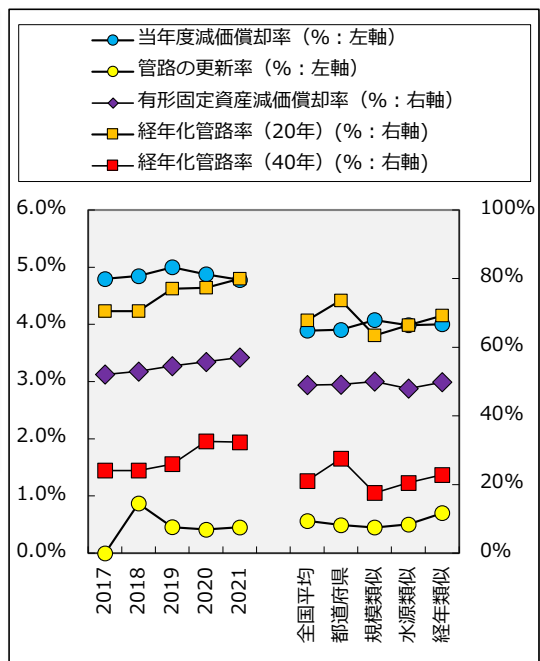 当年度減価償却率（%：左軸）
管路の更新率（%：左軸）
有形固定資産減価償却率（%：右軸）
経年化管路率（20年）(%：右軸)
経年化管路率（40年）(%：右軸)
6.0%
5.0%
4.0%
3.0%
2.0%
1.0%
0.0%
100%
80%
60%
40%
20%
0%
2017
2018
2019
2020
2021
全国平均
都道府県
規模類似
水源類似
経年類似